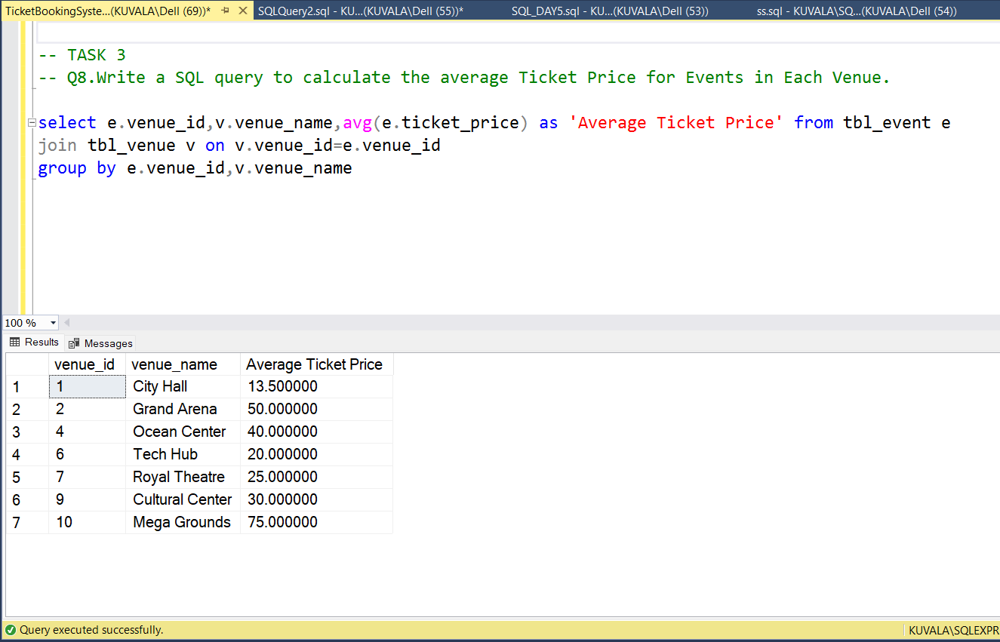 TicketBookingSyste...(KUVALA\Dell (69))* SQLQuery2.sql - KU...(KUVALA\Dell (55))* SQL_DAY5.sql - KU...(KUVALA\Dell (53)) ss.sql - KUVALA\SQ...(KUVALA\Dell (54))
-- TASK 3
-- Q8.Write a SQL query to calculate the average Ticket Price for Events in Each Venue.
select e.venue_id,v.venue_name,avg(e.ticket_price) as 'Average Ticket Price' from tbl_event e
join tbl_venue v on v.venue_id=e.venue_id
group by e.venue_id,v.venue_name
100 %
Results Messages
venue_id venue_name Average Ticket Price
1 1 City Hall 13.500000
2 2 Grand Arena 50.000000
3 4 Ocean Center 40.000000
4 6 Tech Hub 20.000000
5 7 Royal Theatre 25.000000
6 9 Cultural Center 30.000000
7 10 Mega Grounds 75.000000
Query executed successfully. KUVALA\SQLEXPR